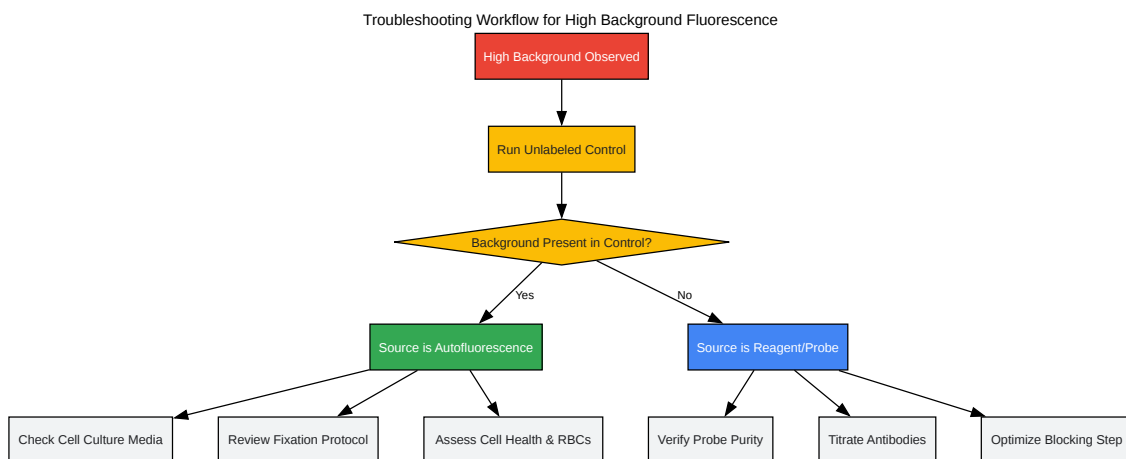 Troubleshooting Workflow for High Background Fluorescence
High Background Observed
Run Unlabeled Control
Background Present in Control?
Yes
No
Source is Autofluorescence
Source is Reagent/Probe
Check Cell Culture Media
Review Fixation Protocol
Assess Cell Health & RBCs
Verify Probe Purity
Titrate Antibodies
Optimize Blocking Step